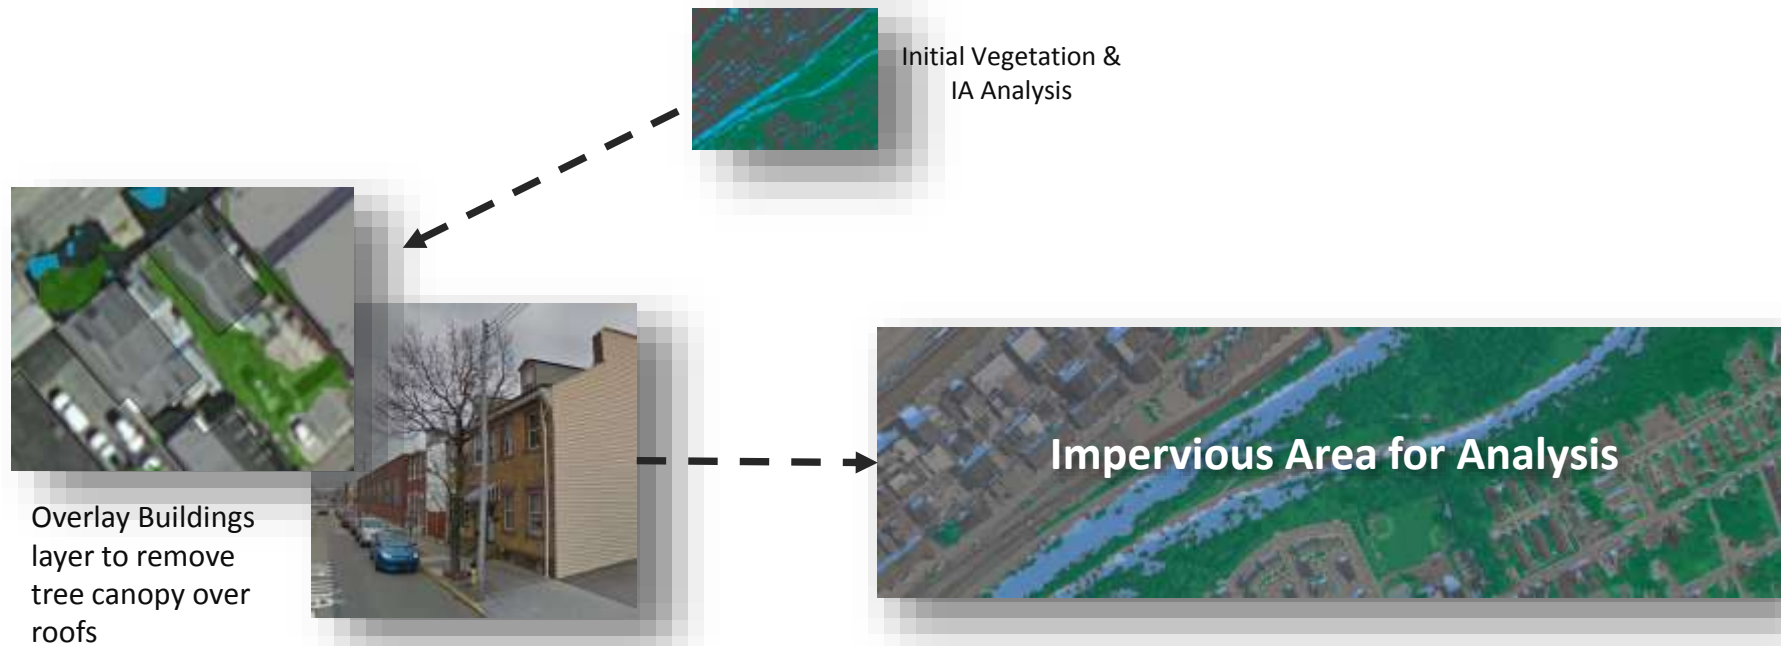 Initial Vegetation &
IA Analysis
Overlay Buildings
layer to remove
tree canopy over
roofs
Impervious Area for Analysis